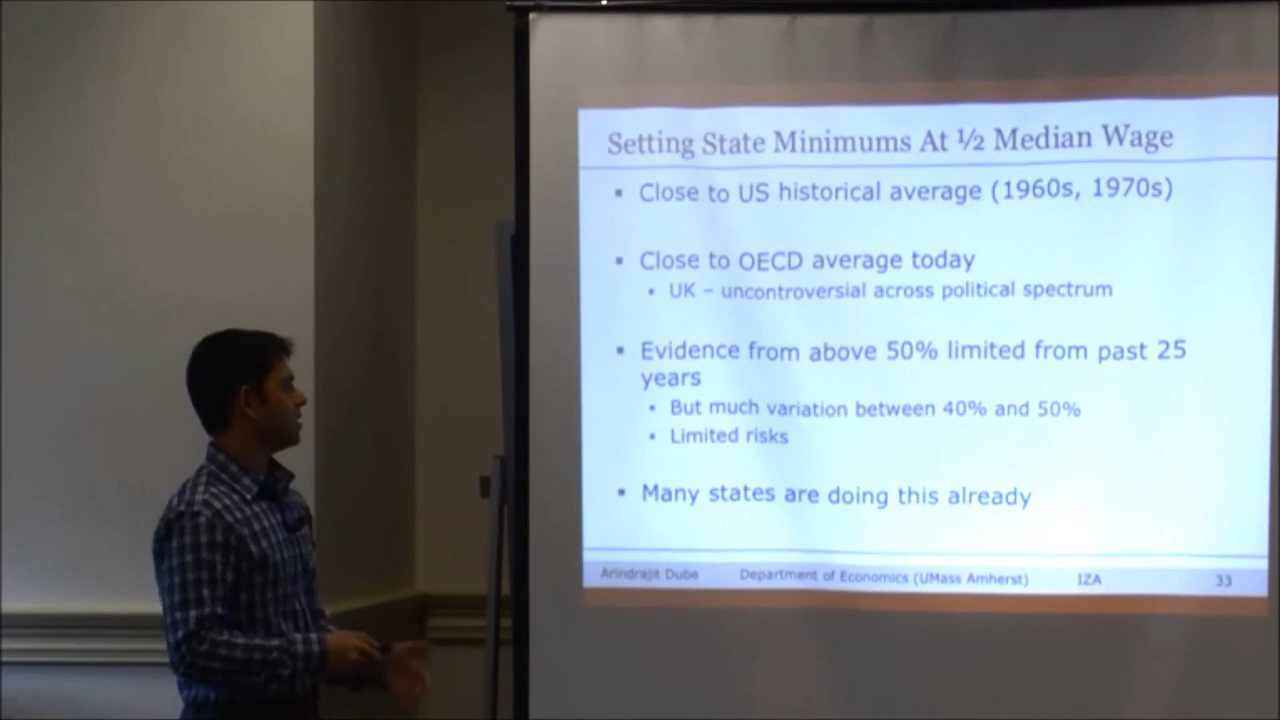 Setting State Minimums At ½ Median Wage
▪ Close to US historical average (1960s, 1970s)
▪ Close to OECD average today
• UK – uncontroversial across political spectrum
▪ Evidence from above 50% limited from past 25
years
• But much variation between 40% and 50%
• Limited risks
▪ Many states are doing this already
Arindrajit Dube Department of Economics (UMass Amherst) IZA 33